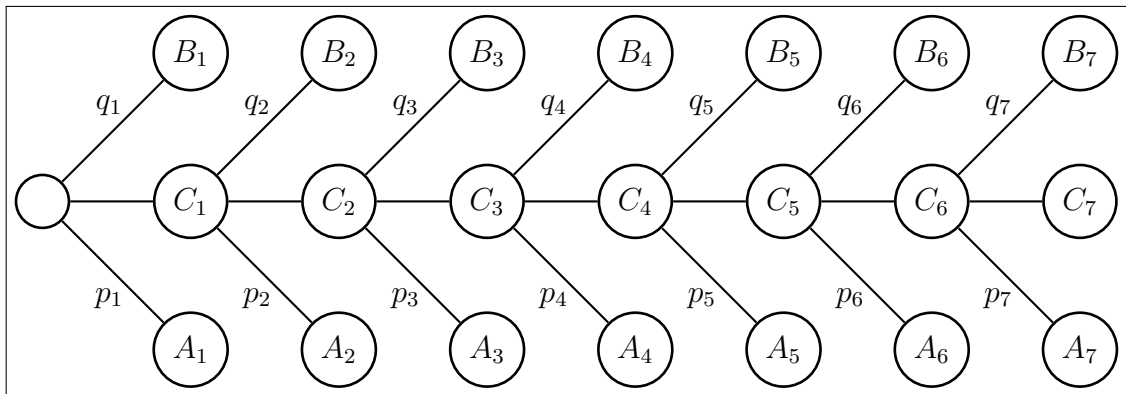 B₁ B₂ B₃ B₄ B₅ B₆ B₇
q₁ q₂ q₃ q₄ q₅ q₆ q₇
C₁ C₂ C₃ C₄ C₅ C₆ C₇
p₁ p₂ p₃ p₄ p₅ p₆ p₇
A₁ A₂ A₃ A₄ A₅ A₆ A₇